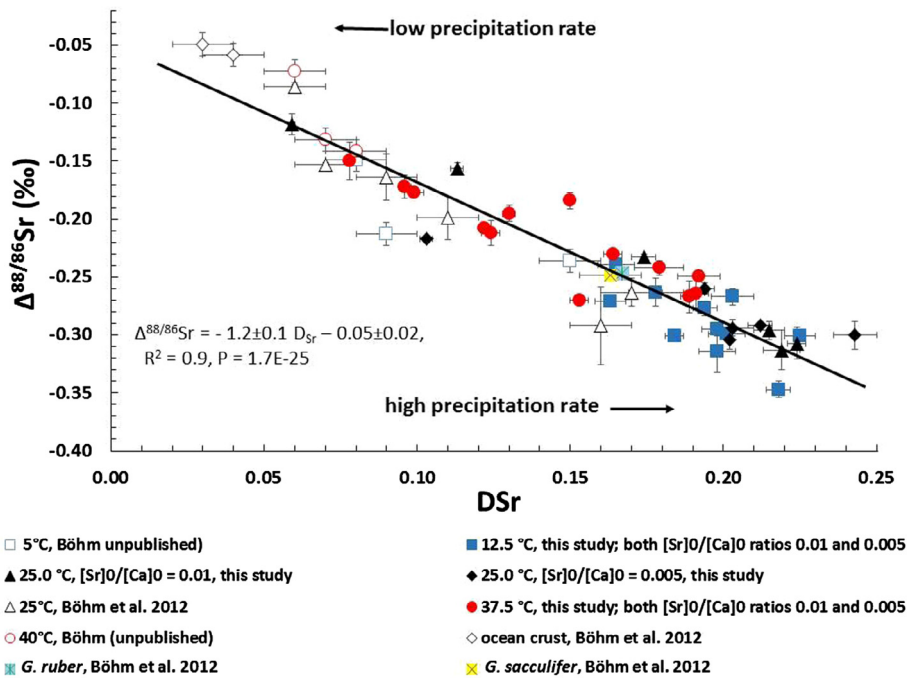 low precipitation rate
-0.05
-0.10
-0.15
-0.20
-0.25
-0.30
-0.35
-0.40
Δ88/86Sr (‰)
Δ88/86Sr = - 1.2±0.1 DSr – 0.05±0.02,
R2 = 0.9, P = 1.7E-25
high precipitation rate
0.00 0.05 0.10 0.15 0.20 0.25
DSr
5°C, Böhm unpublished)
12.5 °C, this study; both [Sr]0/[Ca]0 ratios 0.01 and 0.005
25.0 °C, [Sr]0/[Ca]0 = 0.01, this study
25.0 °C, [Sr]0/[Ca]0 = 0.005, this study
25°C, Böhm et al. 2012
37.5 °C, this study; both [Sr]0/[Ca]0 ratios 0.01 and 0.005
40°C, Böhm (unpublished)
ocean crust, Böhm et al. 2012
G. ruber, Böhm et al. 2012
G. sacculifer, Böhm et al. 2012